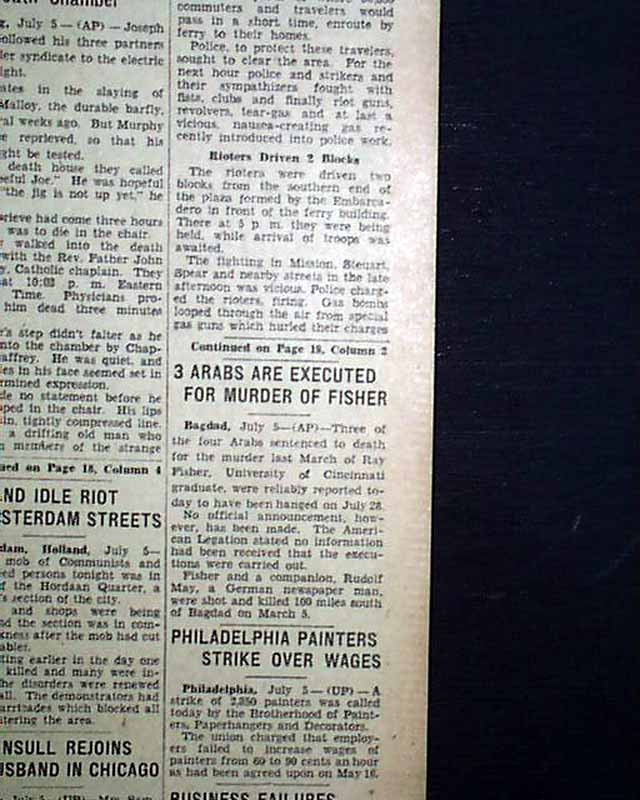 July 5—(AP)—Joseph
followed his three partners
syndicate to the electric
in the slaying of
Malloy, the durable barfly,
weeks ago. But Murphy
reprieved, so that his
might be tested.
death house they called
Joe." He was hopeful
"the jig is not up yet," he
had come three hours
was to die in the chair.
walked into the death
with the Rev. Father John
Catholic chaplain. They
at 10:03 p. m. Eastern
Time. Physicians pro-
him dead three minutes
step didn't falter as he
into the chamber by Chap-
He was quiet, and
in his face seemed set in
expression.
no statement before he
in the chair. His lips
tightly compressed line.
a drifting old man who
members of the strange
on Page 18, Column 4
IDLE RIOT
STREETS
Holland, July 5—
mob of Communists and
persons tonight was in
of the Hordaan Quarter, a
section of the city.
and shops were being
and the section was in com-
after the mob had cut
earlier in the day one
killed and many were in-
disorders were renewed
The demonstrators had
which blocked all
the area.
INSULL REJOINS
HUSBAND IN CHICAGO
July 5—(UP)—Mrs.
commuters and travelers would
pass in a short time, enroute by
ferry to their homes.
Police, to protect these travelers,
sought to clear the area. For the
next hour police and strikers and
their sympathizers fought with
fists, clubs and finally riot guns,
revolvers, tear-gas and at last a
vicious, nausea-creating gas re-
cently introduced into police work.
Rioters Driven 2 Blocks
The rioters were driven two
blocks from the southern end of
the plaza formed by the Embarca-
dero in front of the ferry building.
There at 5 p. m. they were being
held, while arrival of troops was
awaited.
The fighting in Mission, Steuart,
Spear and nearby streets in the late
afternoon was vicious. Police charg-
ed the rioters, firing. Gas bombs
looped through the air from special
gas guns which hurled their charges
Continued on Page 18, Column 2
3 ARABS ARE EXECUTED
FOR MURDER OF FISHER
Bagdad, July 5—(AP)—Three of
the four Arabs sentenced to death
for the murder last March of Ray
Fisher, University of Cincinnati
graduate, were reliably reported to-
day to have been hanged on July 28.
No official announcement, how-
ever, has been made. The Ameri-
can Legation stated no information
had been received that the execu-
tions were carried out.
Fisher and a companion, Rudolf
May, a German newspaper man,
were shot and killed 100 miles south
of Bagdad on March 5.
PHILADELPHIA PAINTERS
STRIKE OVER WAGES
Philadelphia, July 5—(UP)—A
strike of 2,350 painters was called
today by the Brotherhood of Paint-
ers, Paperhangers and Decorators.
The union charged that employ-
ers failed to increase wages of
painters from 60 to 90 cents an hour
as had been agreed upon on May 16.
BUSINESS FAILURES